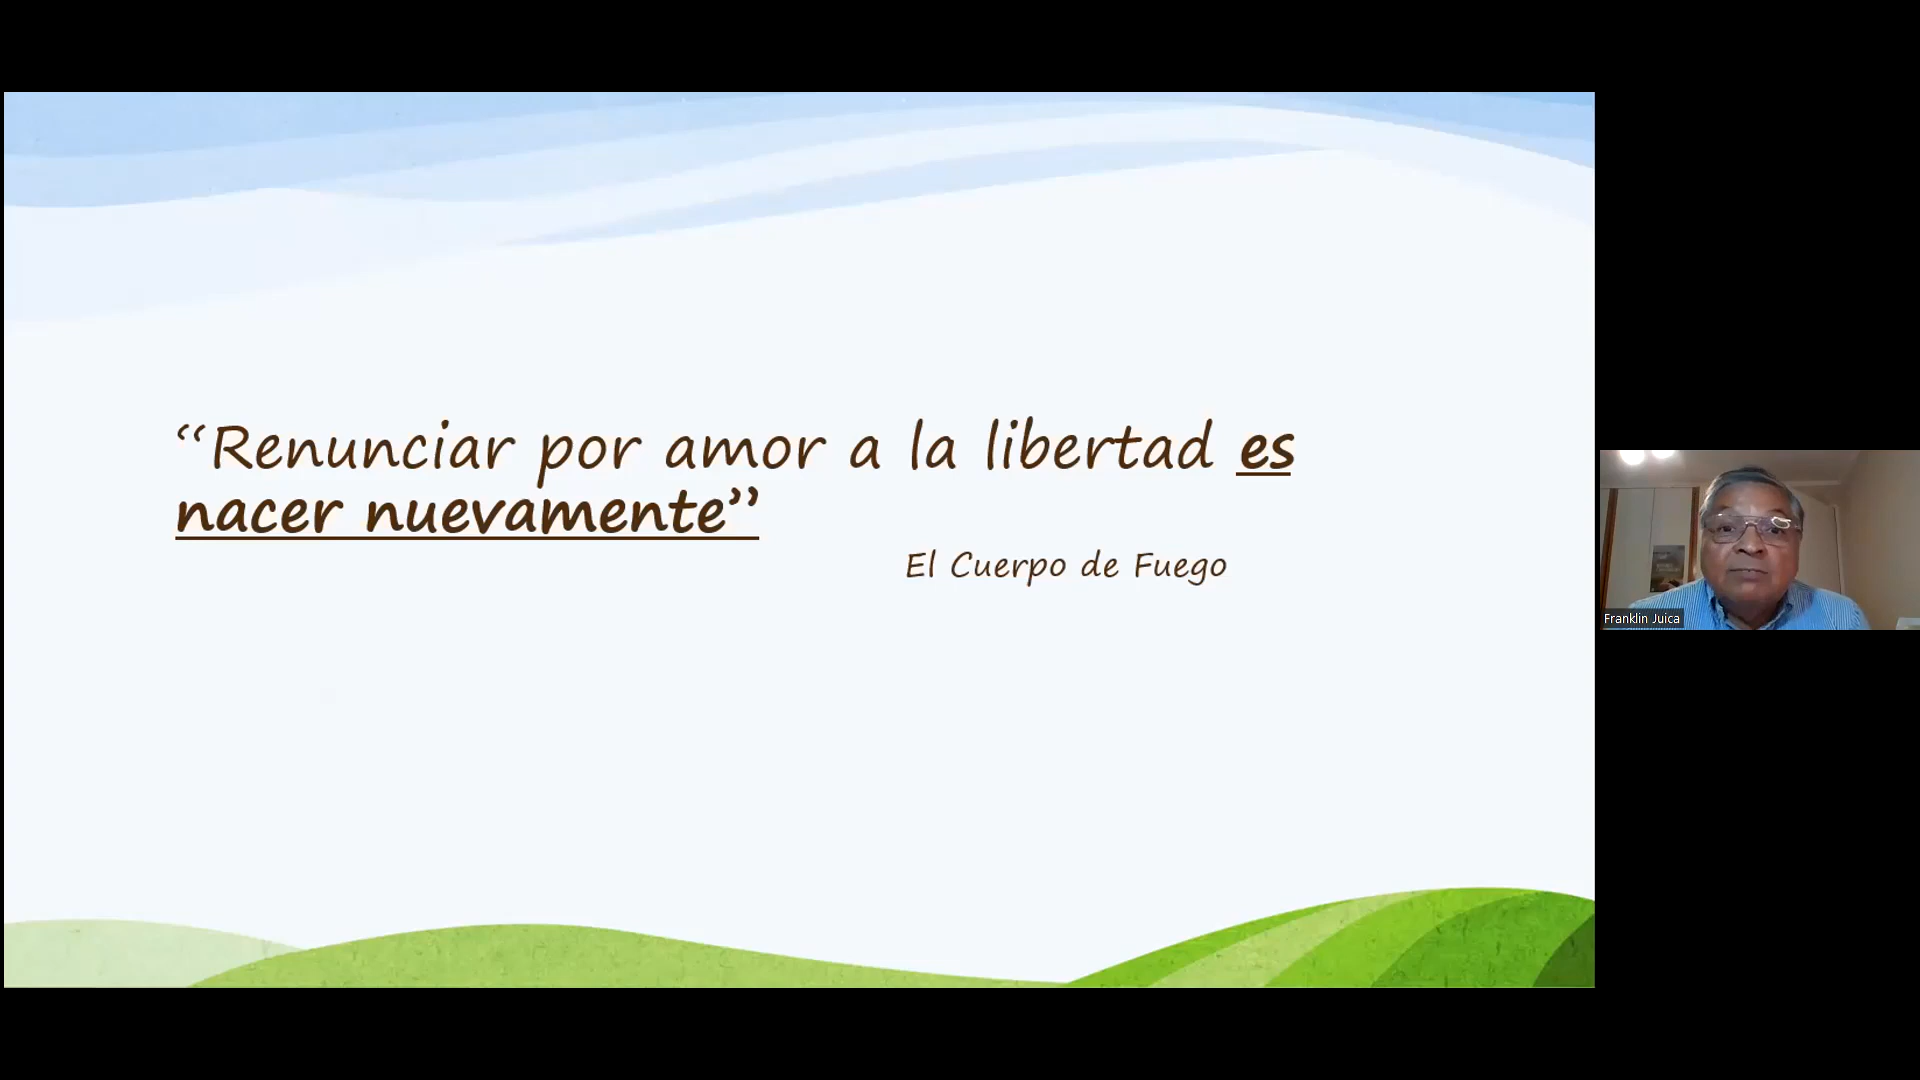 “Renunciar por amor a la libertad es
nacer nuevamente”
El Cuerpo de Fuego
Franklin Juica